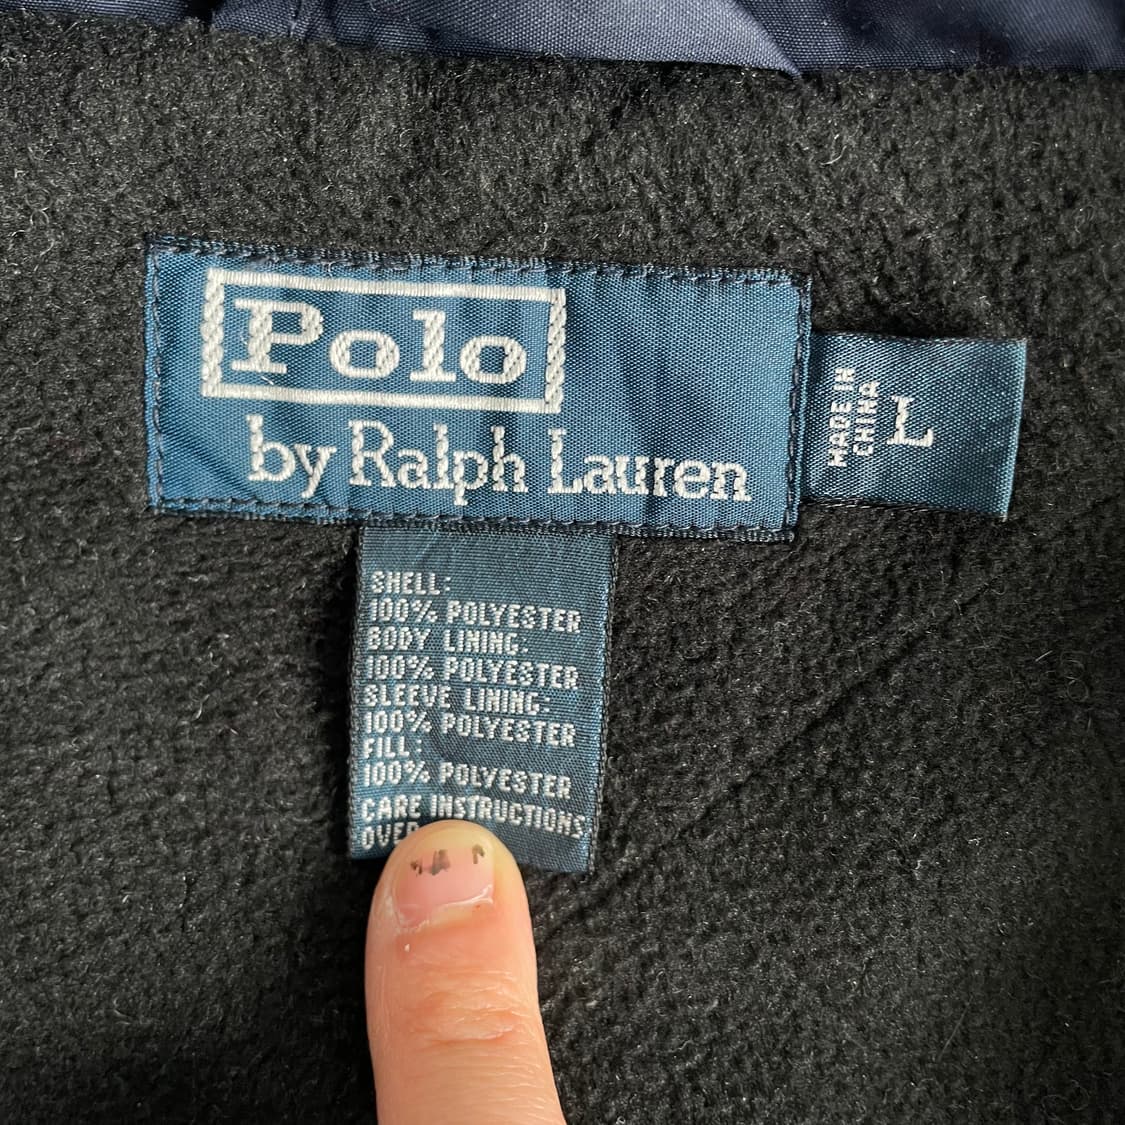 Polo
by Ralph Lauren
MADE IN
CHINA
L
SHELL:
100% POLYESTER
BODY LINING:
100% POLYESTER
SLEEVE LINING:
100% POLYESTER
FILL:
100% POLYESTER
CARE INSTRUCTIONS
OVER